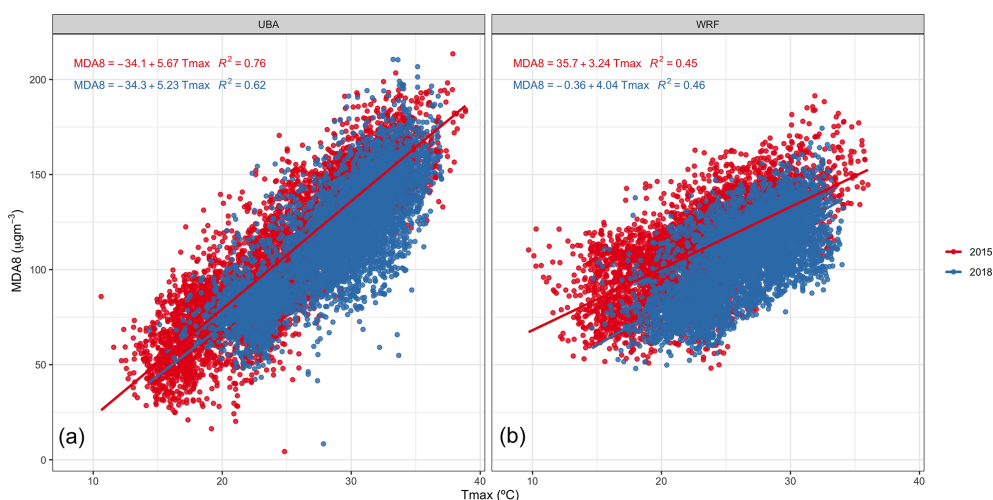 UBA
WRF
MDA8 = −34.1 + 5.67 Tmax R² = 0.76
MDA8 = −34.3 + 5.23 Tmax R² = 0.62
MDA8 = 35.7 + 3.24 Tmax R² = 0.45
MDA8 = −0.36 + 4.04 Tmax R² = 0.46
200
150
100
50
0
MDA8 (ugm⁻³)
(a)
(b)
2015
2018
10 20 30 40
10 20 30 40
Tmax (ºC)